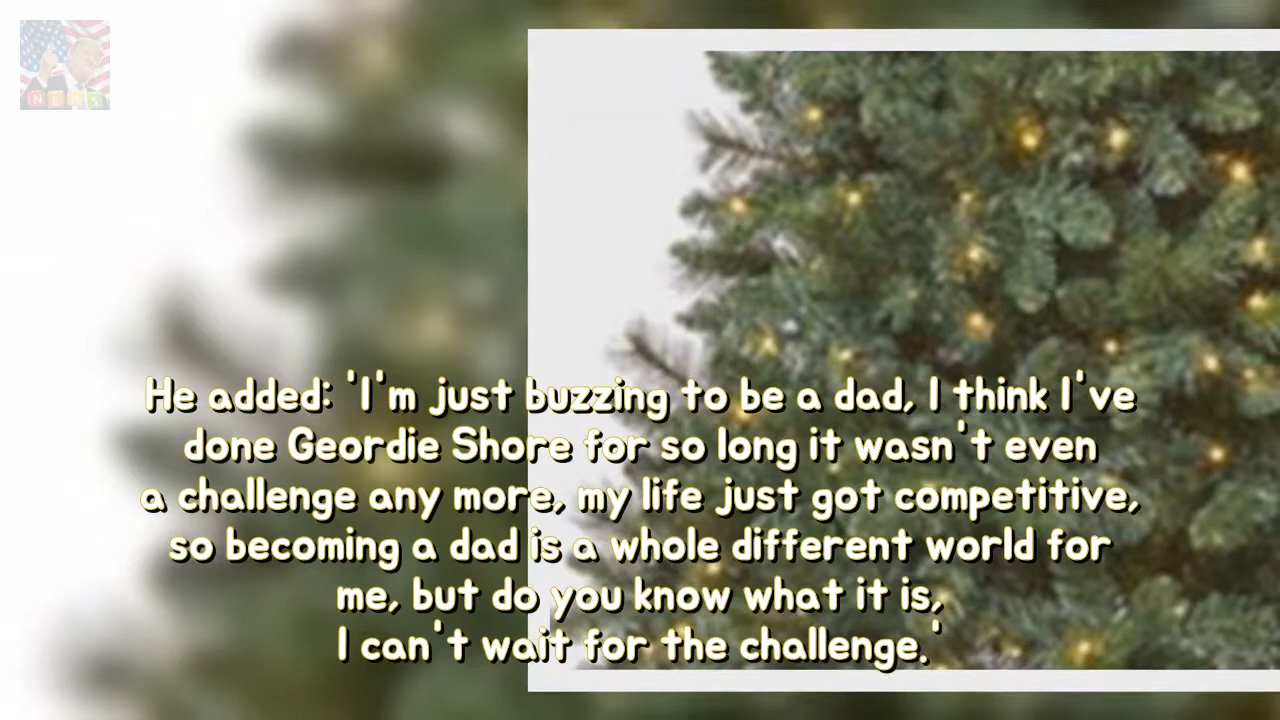 NEWS
He added: 'I'm just buzzing to be a dad, I think I've
done Geordie Shore for so long it wasn't even
a challenge any more, my life just got competitive,
so becoming a dad is a whole different world for
me, but do you know what it is,
I can't wait for the challenge.'